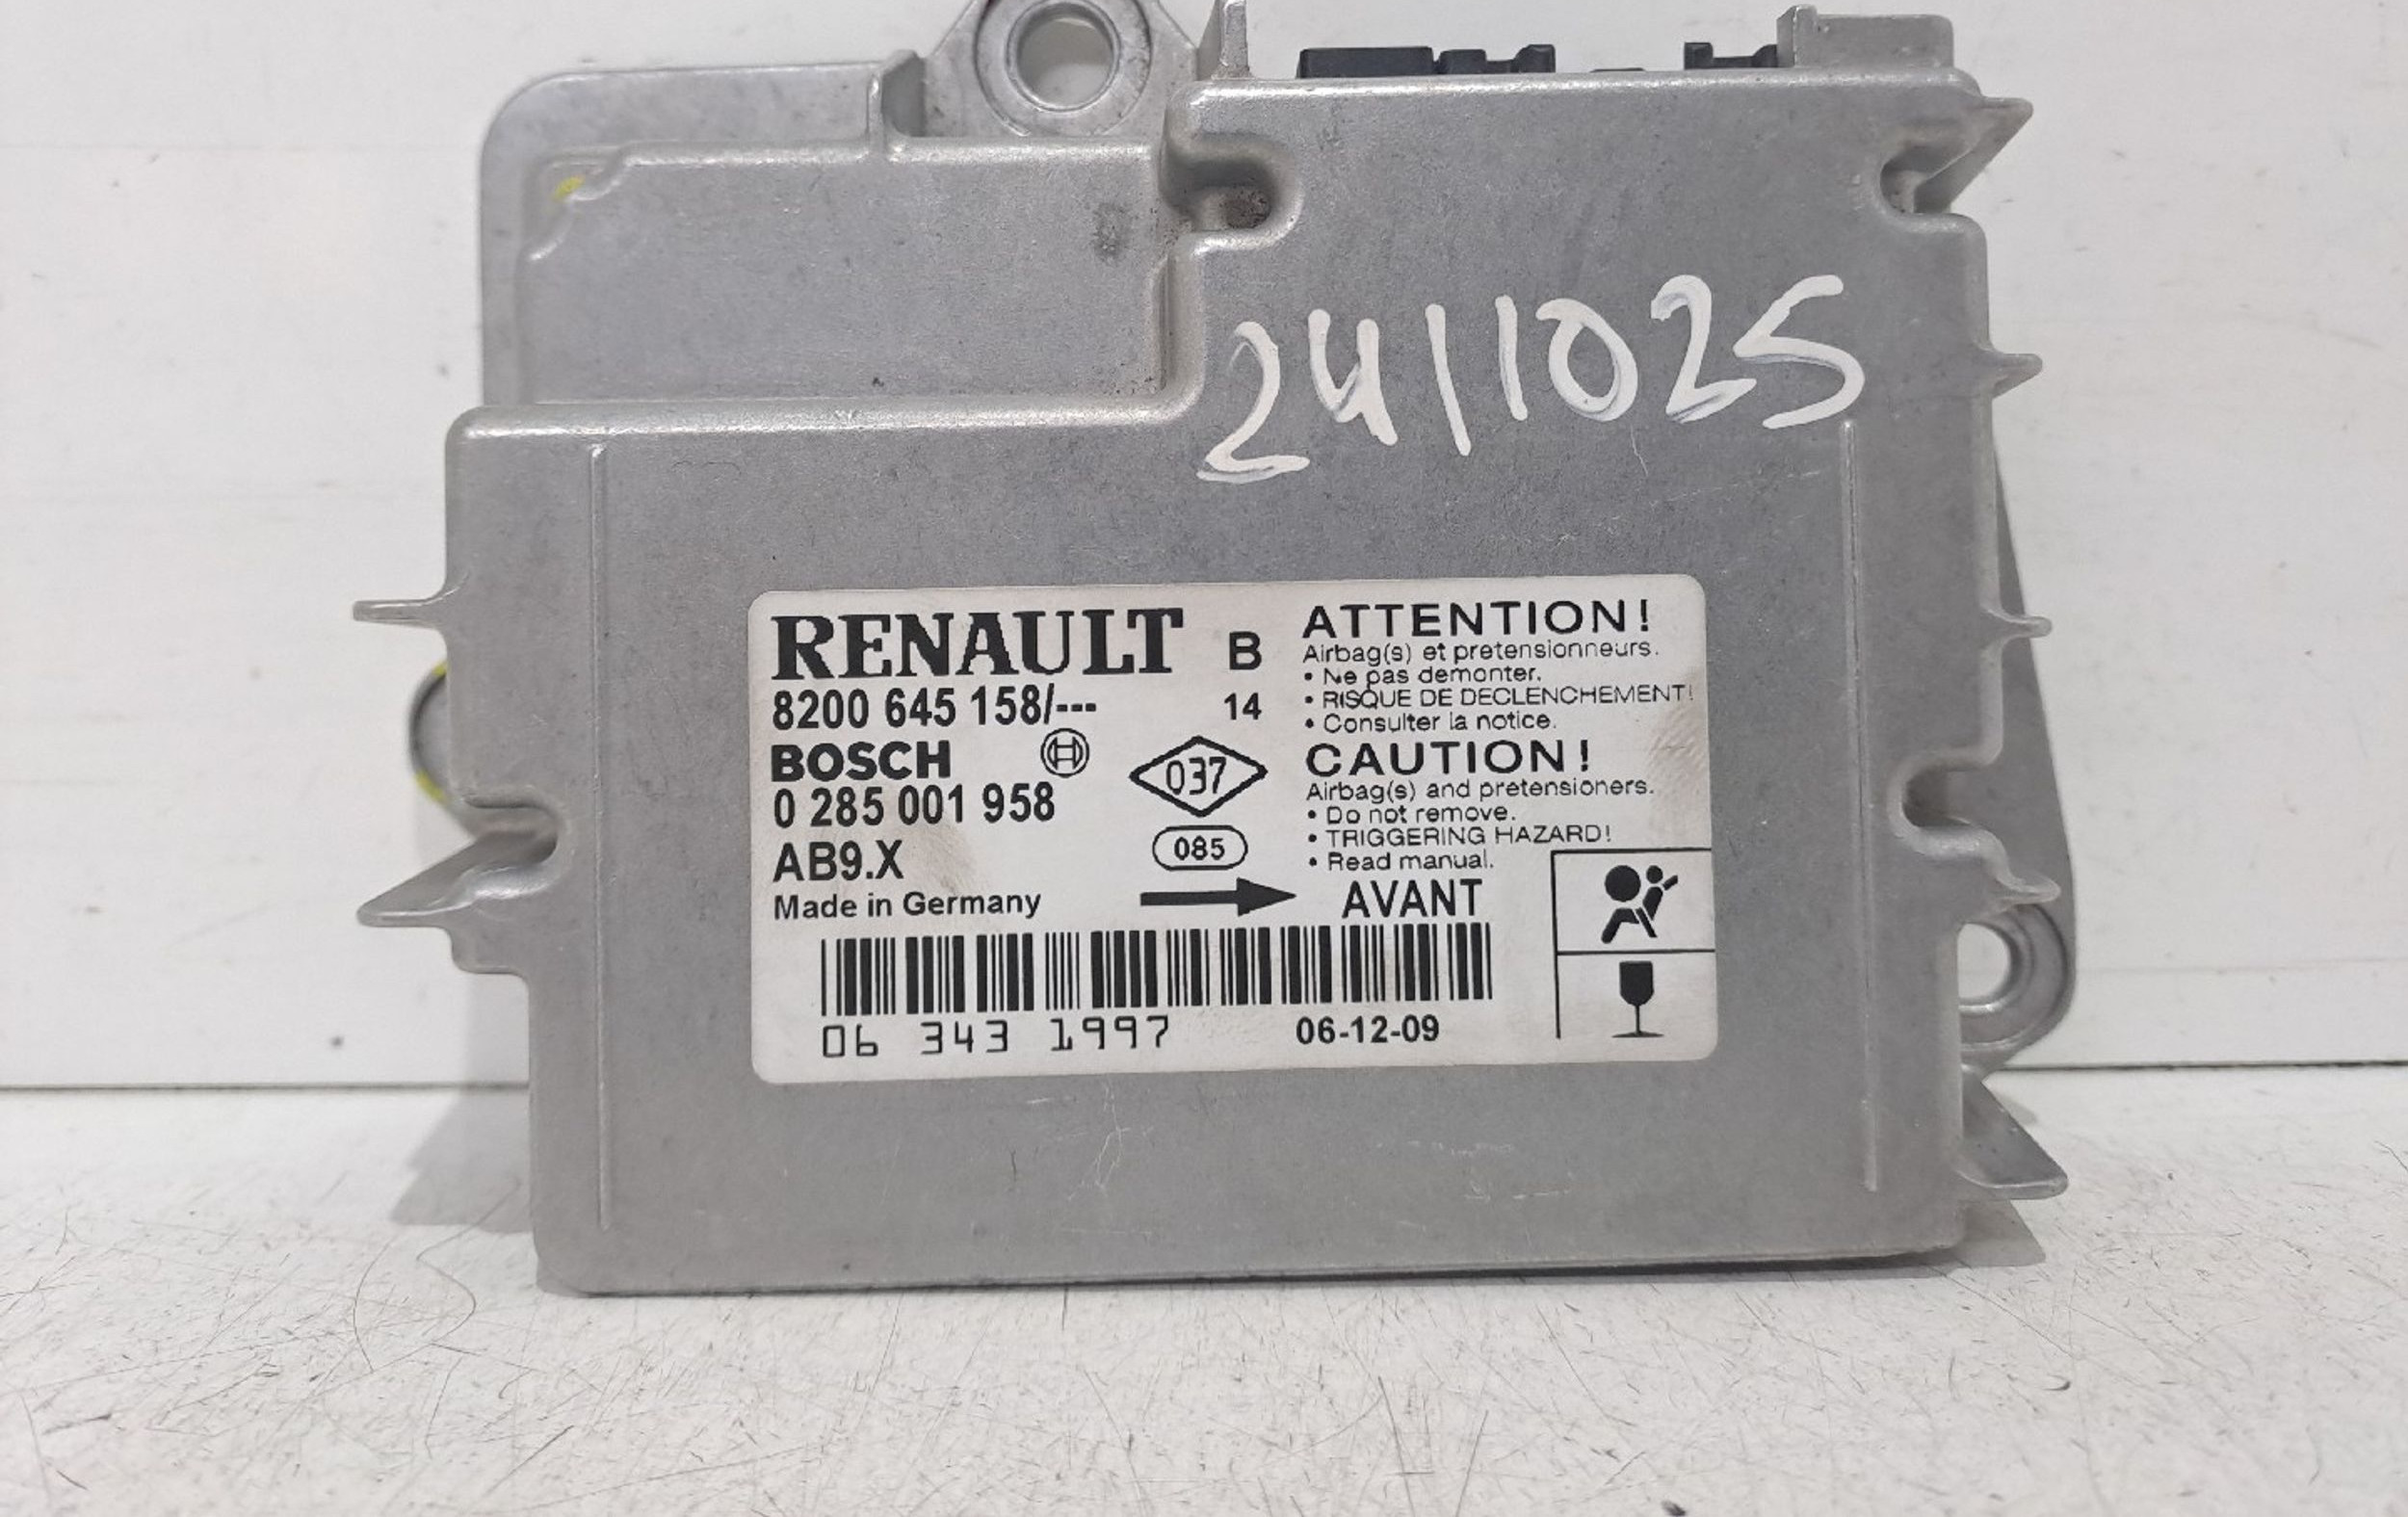 2411025
RENAULT B
8200 645 158/--- 14
BOSCH
037
0 285 001 958
085
AB9.X
Made in Germany
ATTENTION!
Airbag(s) et pretensionneurs.
• Ne pas demonter.
• RISQUE DE DECLENCHEMENT!
• Consulter la notice.
CAUTION!
Airbag(s) and pretensioners.
• Do not remove.
• TRIGGERING HAZARD!
• Read manual.
AVANT
06 343 1997 06-12-09